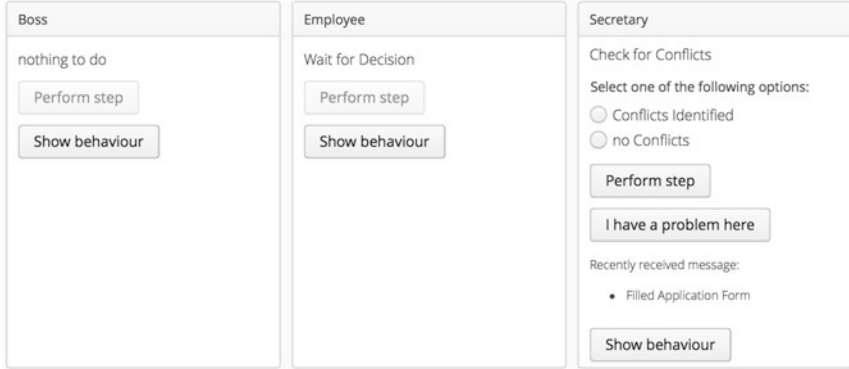 Boss
nothing to do
Perform step
Show behaviour
Employee
Wait for Decision
Perform step
Show behaviour
Secretary
Check for Conflicts
Select one of the following options:
Conflicts Identified
no Conflicts
Perform step
I have a problem here
Recently received message:
• Filled Application Form
Show behaviour